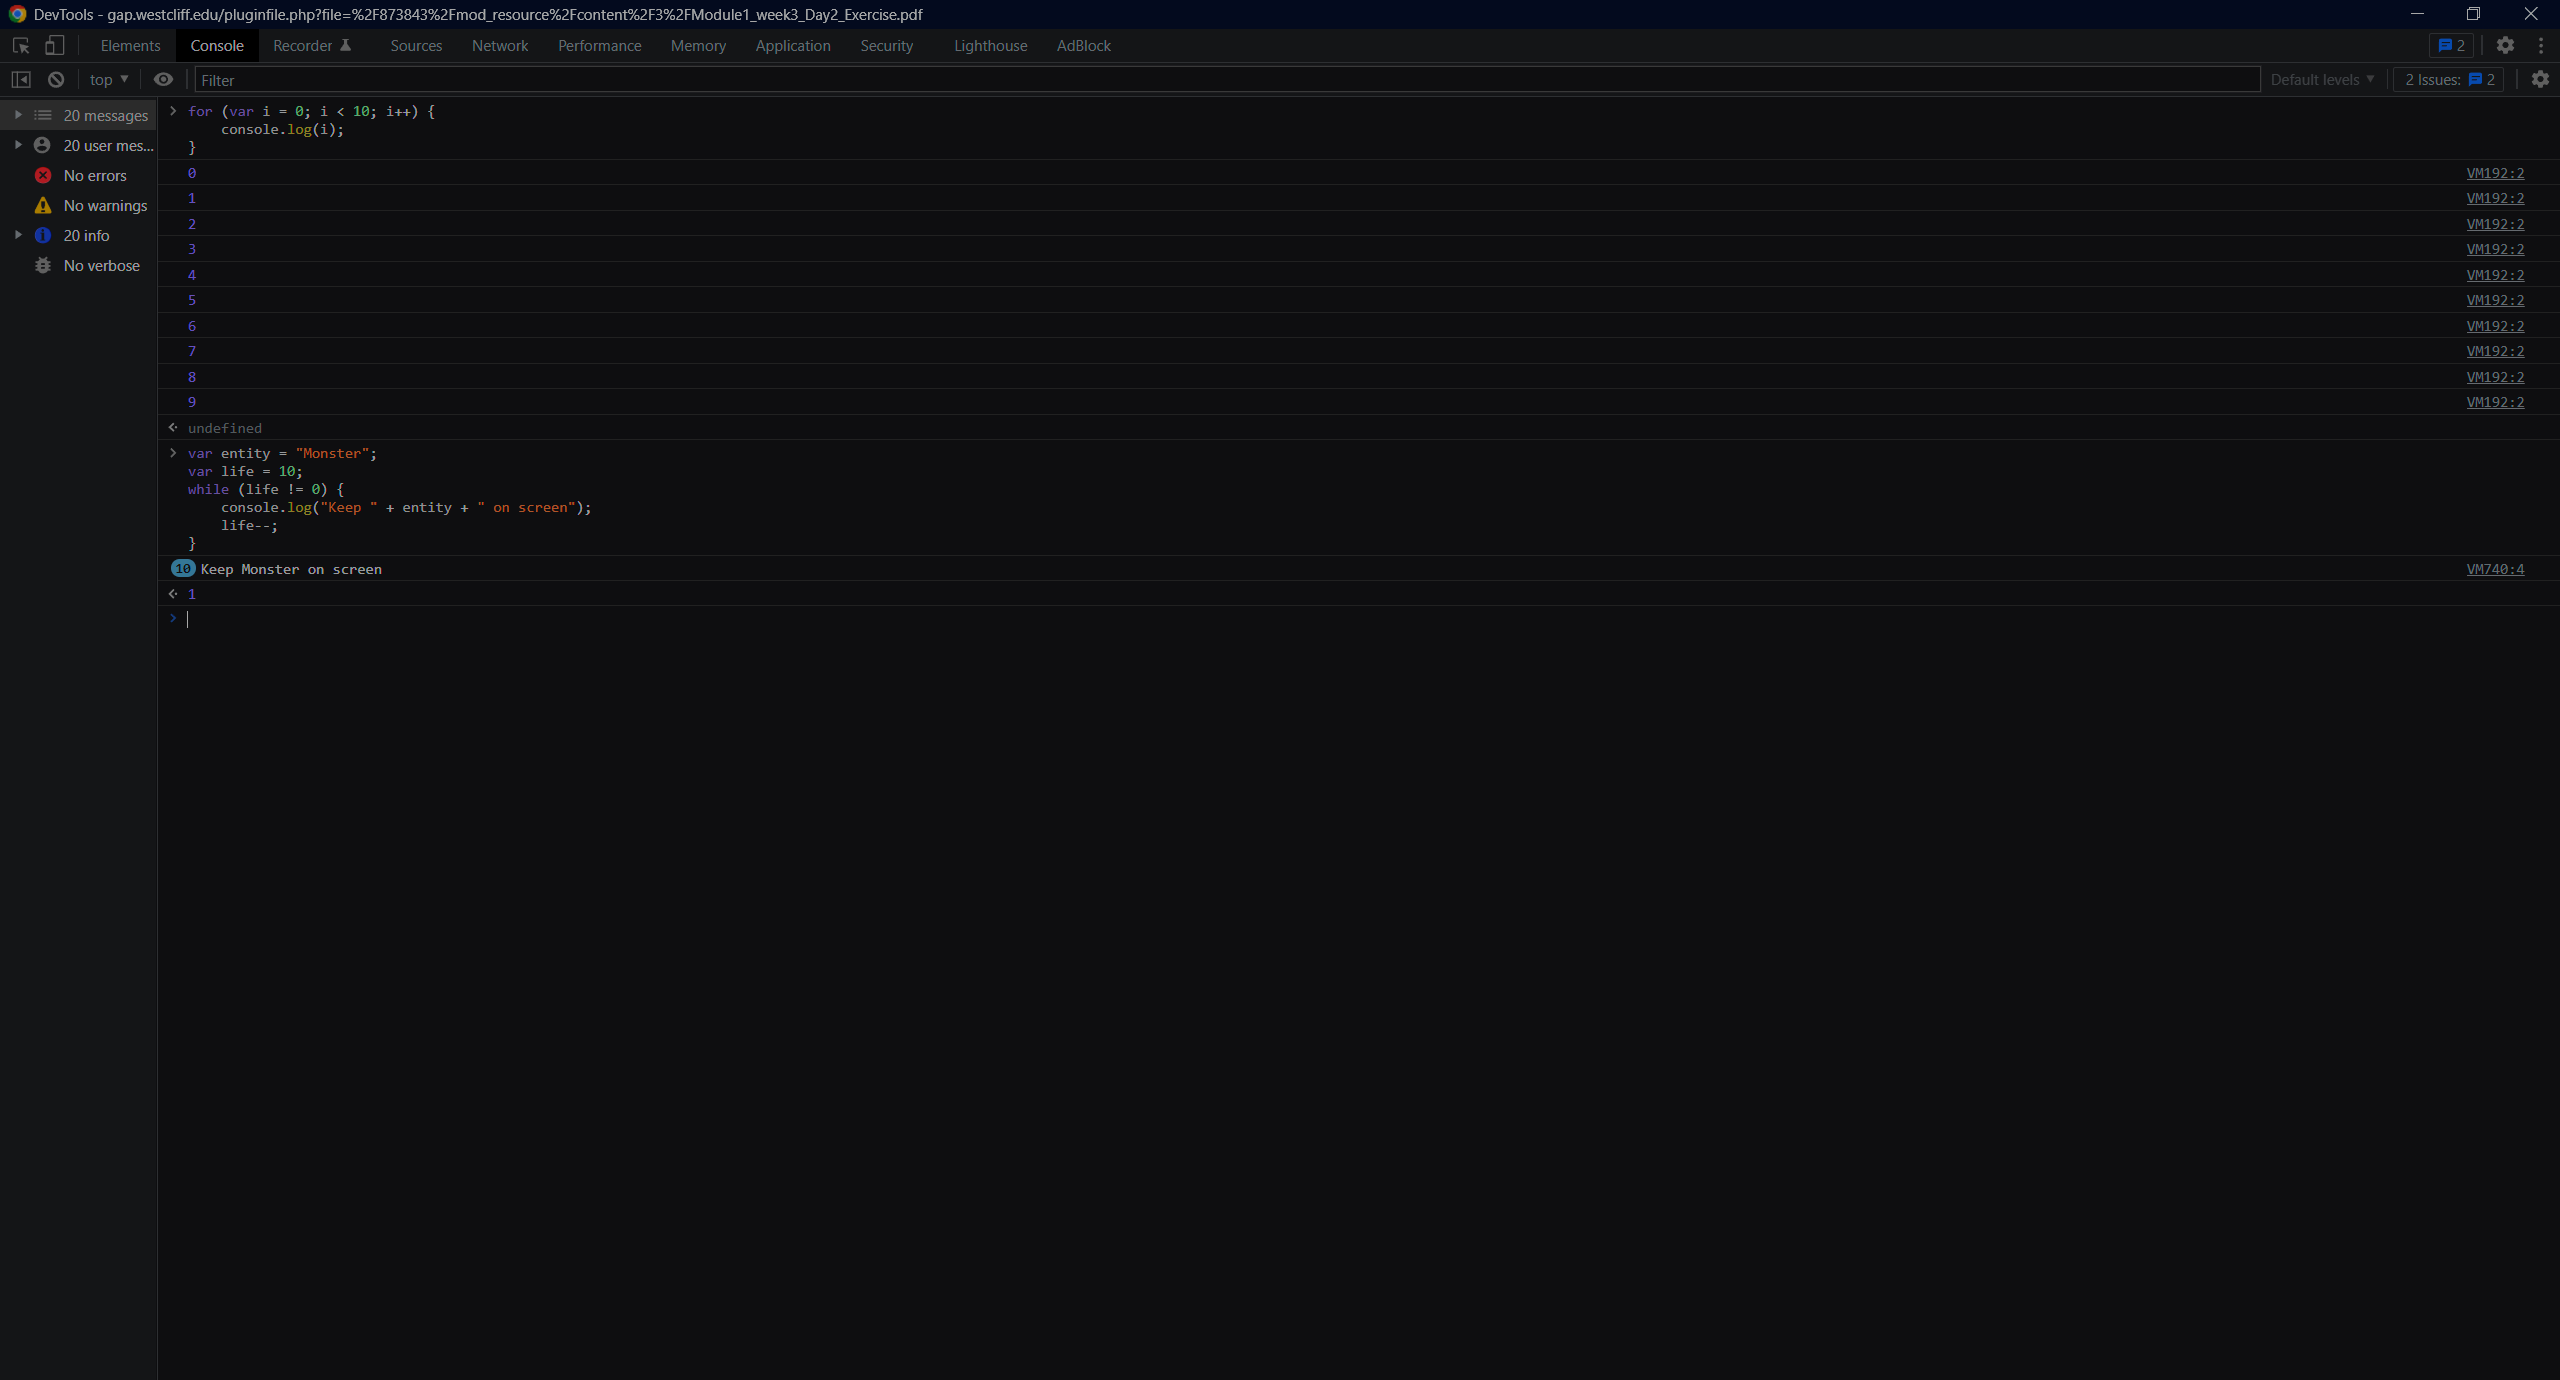 DevTools - gap.westcliff.edu/pluginfile.php?file=%2F873843%2Fmod_resource%2Fcontent%2F3%2FModule1_week3_Day2_Exercise.pdf
Elements Console Recorder Sources Network Performance Memory Application Security Lighthouse AdBlock 2
top Filter Default levels 2 Issues: 2
20 messages
20 user mes...
No errors
No warnings
20 info
No verbose
> for (var i = 0; i < 10; i++) {
console.log(i);
}
0 VM192:2
1 VM192:2
2 VM192:2
3 VM192:2
4 VM192:2
5 VM192:2
6 VM192:2
7 VM192:2
8 VM192:2
9 VM192:2
undefined
> var entity = "Monster";
var life = 10;
while (life != 0) {
console.log("Keep " + entity + " on screen");
life--;
}
10 Keep Monster on screen VM740:4
1
>